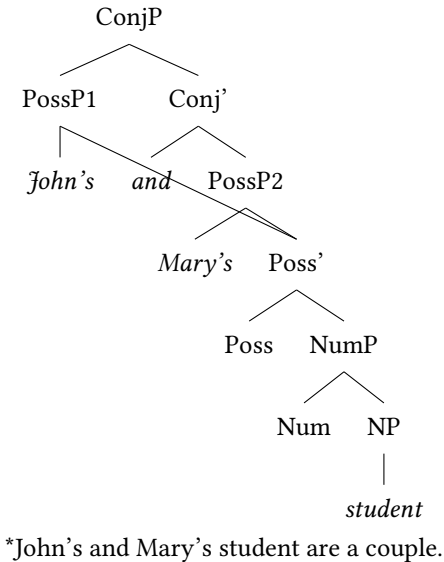 ConjP
PossP1 Conj’
John’s and PossP2
Mary’s Poss’
Poss NumP
Num NP
student
*John’s and Mary’s student are a couple.